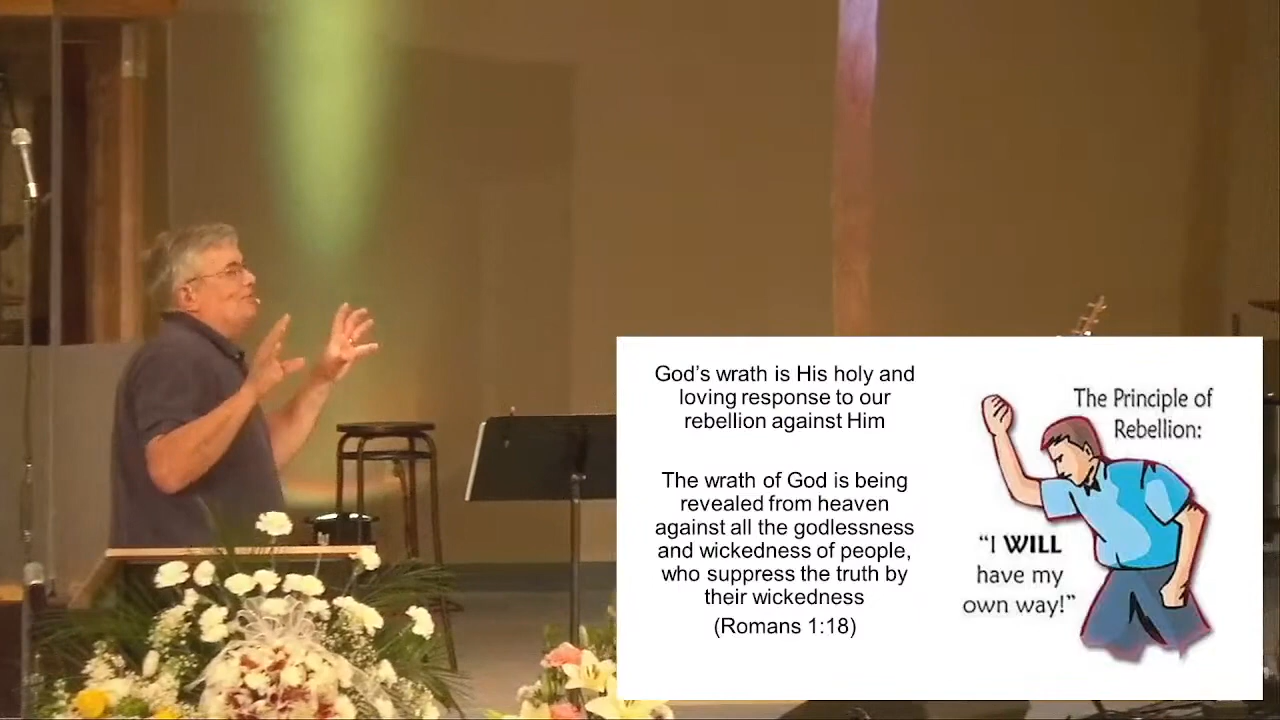 God's wrath is His holy and
loving response to our
rebellion against Him
The wrath of God is being
revealed from heaven
against all the godlessness
and wickedness of people,
who suppress the truth by
their wickedness
(Romans 1:18)
The Principle of
Rebellion:
“I WILL
have my
own way!”